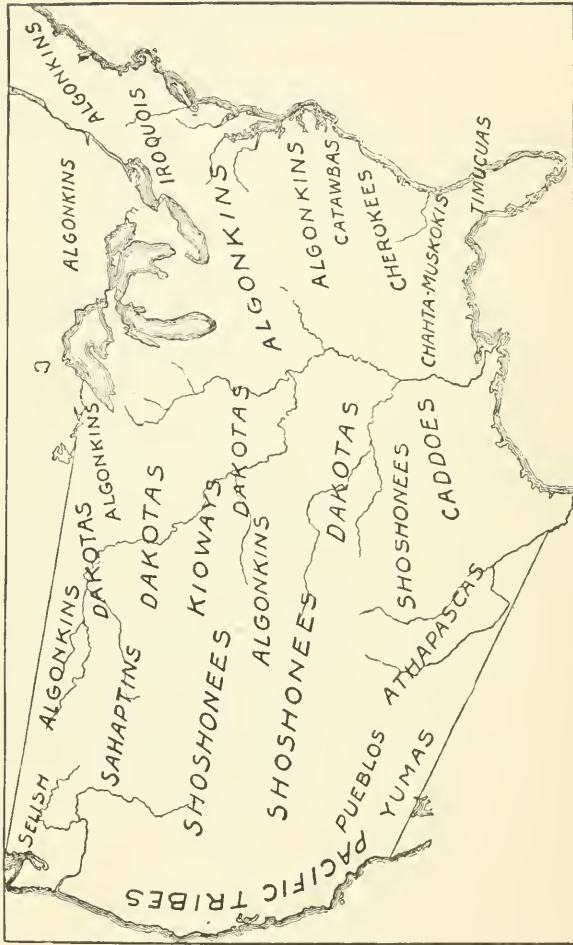 ALGONKINS
ALGONKINS
IROQUOIS
ALGONKINS
ALGONKINS
CATAWBAS
CHEROKEES
CHAHTA-MUSKOKIS
TIMUCUAS
ALGONKINS
DAKOTAS
ALGONKINS
DAKOTAS
KIOWAYS
DAKOTAS
ALGONKINS
DAKOTAS
SELISH
SAHAPTINS
SHOSHONEES
SHOSHONEES
SHOSHONEES
CADDOES
ATHAPASCAS
PUEBLOS
YUMAS
PACIFIC TRIBES